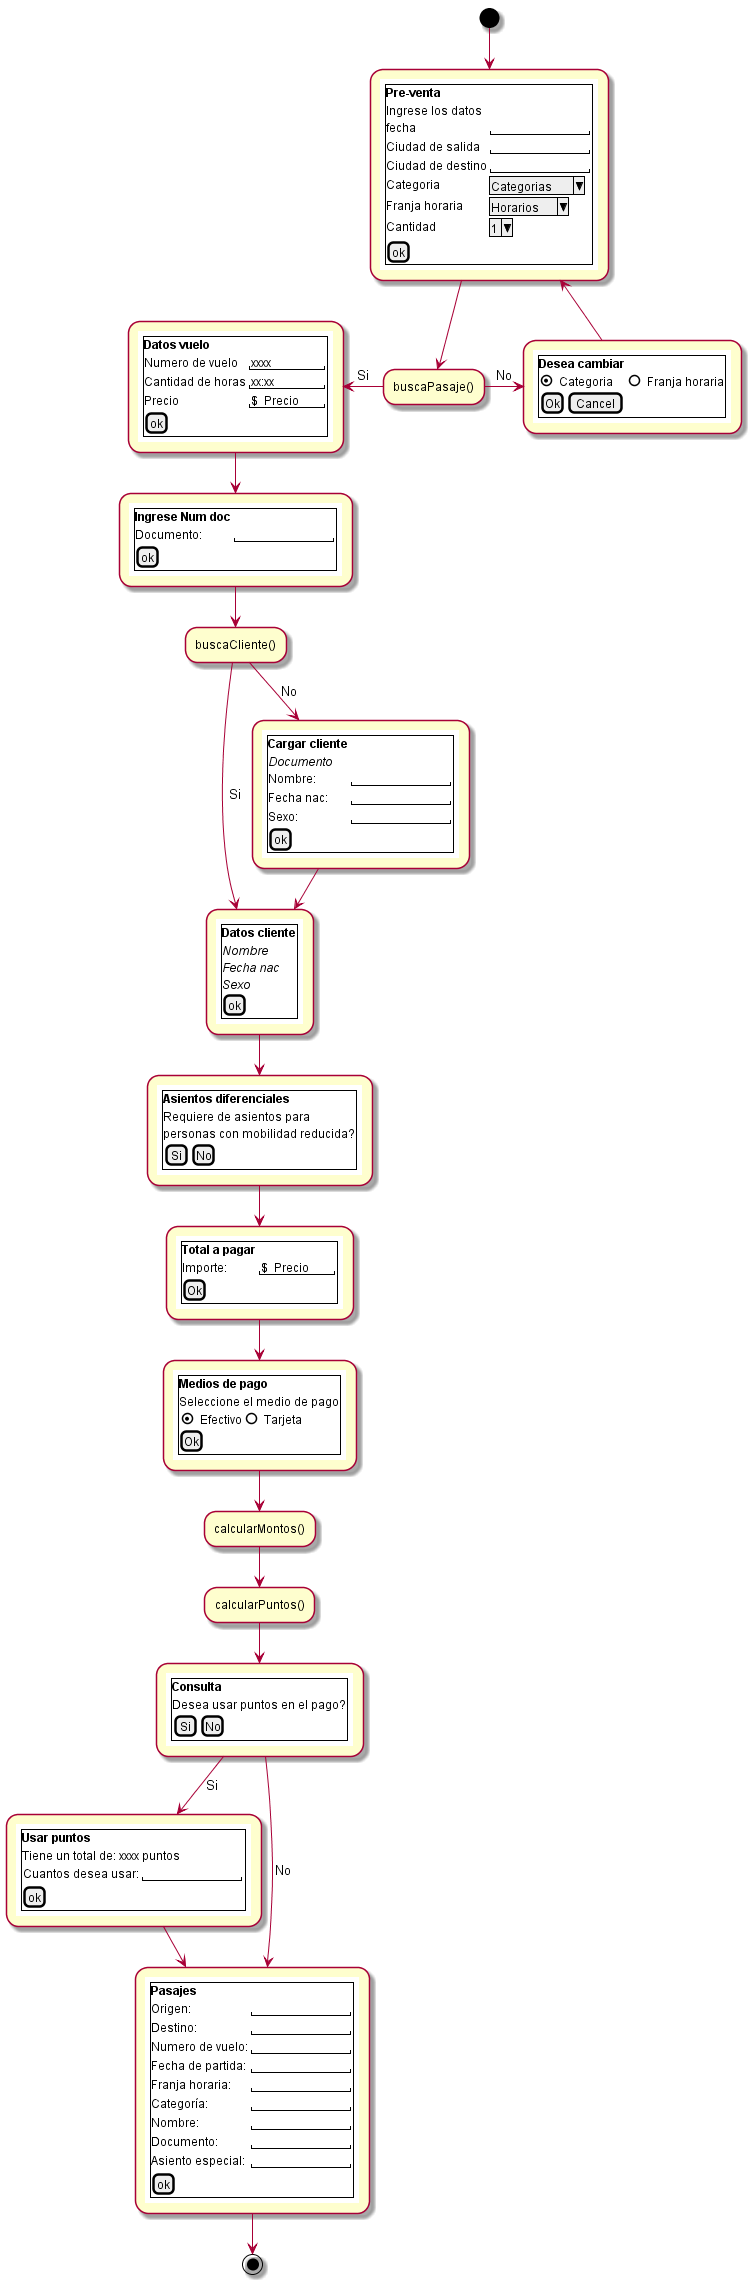 Pre-venta
Ingrese los datos
fecha
Ciudad de salida
Ciudad de destino
Categoria Categorias
Franja horaria Horarios
Cantidad 1
ok
Si
buscaPasaje()
No
Datos vuelo
Numero de vuelo xxxx
Cantidad de horas xx:xx
Precio $ Precio
ok
Desea cambiar
Categoria Franja horaria
Ok Cancel
Ingrese Num doc
Documento:
ok
buscaCliente()
No
Si
Cargar cliente
Documento
Nombre:
Fecha nac:
Sexo:
ok
Datos cliente
Nombre
Fecha nac
Sexo
ok
Asientos diferenciales
Requiere de asientos para
personas con mobilidad reducida?
Si No
Total a pagar
Importe: $ Precio
Ok
Medios de pago
Seleccione el medio de pago
Efectivo Tarjeta
Ok
calcularMontos()
calcularPuntos()
Consulta
Desea usar puntos en el pago?
Si No
Si
No
Usar puntos
Tiene un total de: xxxx puntos
Cuantos desea usar:
ok
Pasajes
Origen:
Destino:
Numero de vuelo:
Fecha de partida:
Franja horaria:
Categoría:
Nombre:
Documento:
Asiento especial:
ok